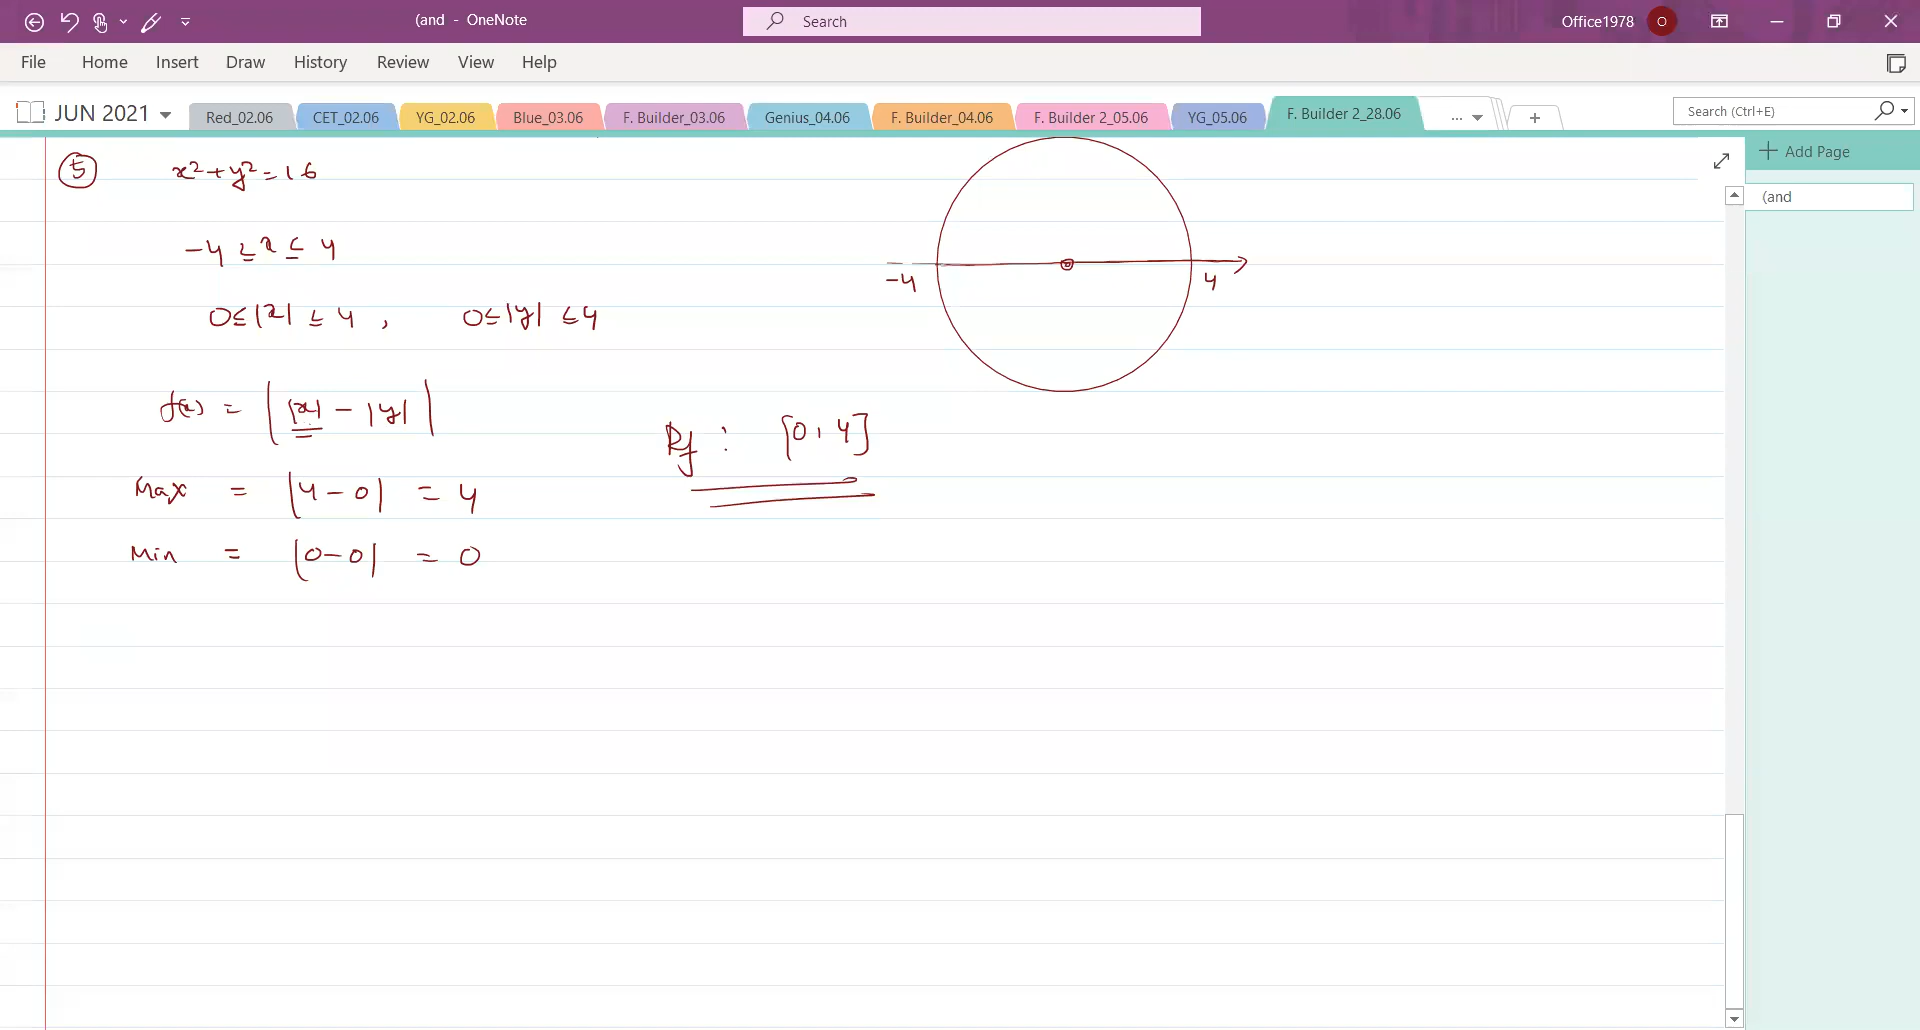 (and - OneNote
Search
Office1978
O
File Home Insert Draw History Review View Help
JUN 2021
Red_02.06
CET_02.06
YG_02.06
Blue_03.06
F. Builder_03.06
Genius_04.06
F. Builder_04.06
F. Builder 2_05.06
YG_05.06
F. Builder 2_28.06
...
+
Search (Ctrl+E)
+ Add Page
(and
5 x²+y²=16
-4 ≤ x ≤ 4
-4 4
0≤|x| ≤ 4 , 0≤|y| ≤4
f(x) = ||x| - |y||
Rf : [0, 4]
Max = |4-0| = 4
Min = |0-0| = 0